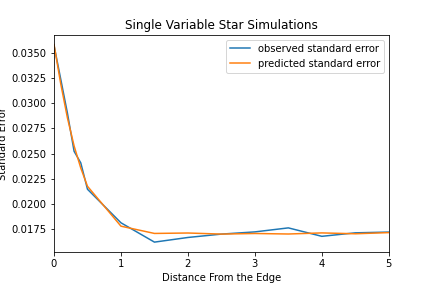 Single Variable Star Simulations
observed standard error
predicted standard error
0.0350
0.0325
0.0300
0.0275
0.0250
0.0225
0.0200
0.0175
Standard Error
0 1 2 3 4 5
Distance From the Edge